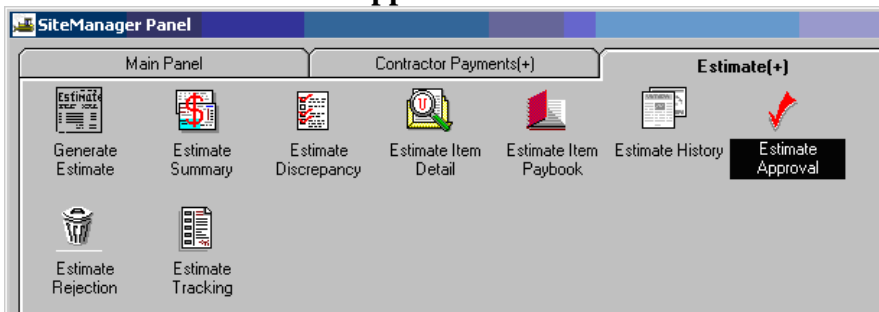 SiteManager Panel
Main Panel Contractor Payments(+) Estimate(+)
Generate Estimate Estimate Estimate Item Estimate Item Estimate History Estimate
Estimate Summary Discrepancy Detail Paybook Approval
Estimate Estimate
Rejection Tracking